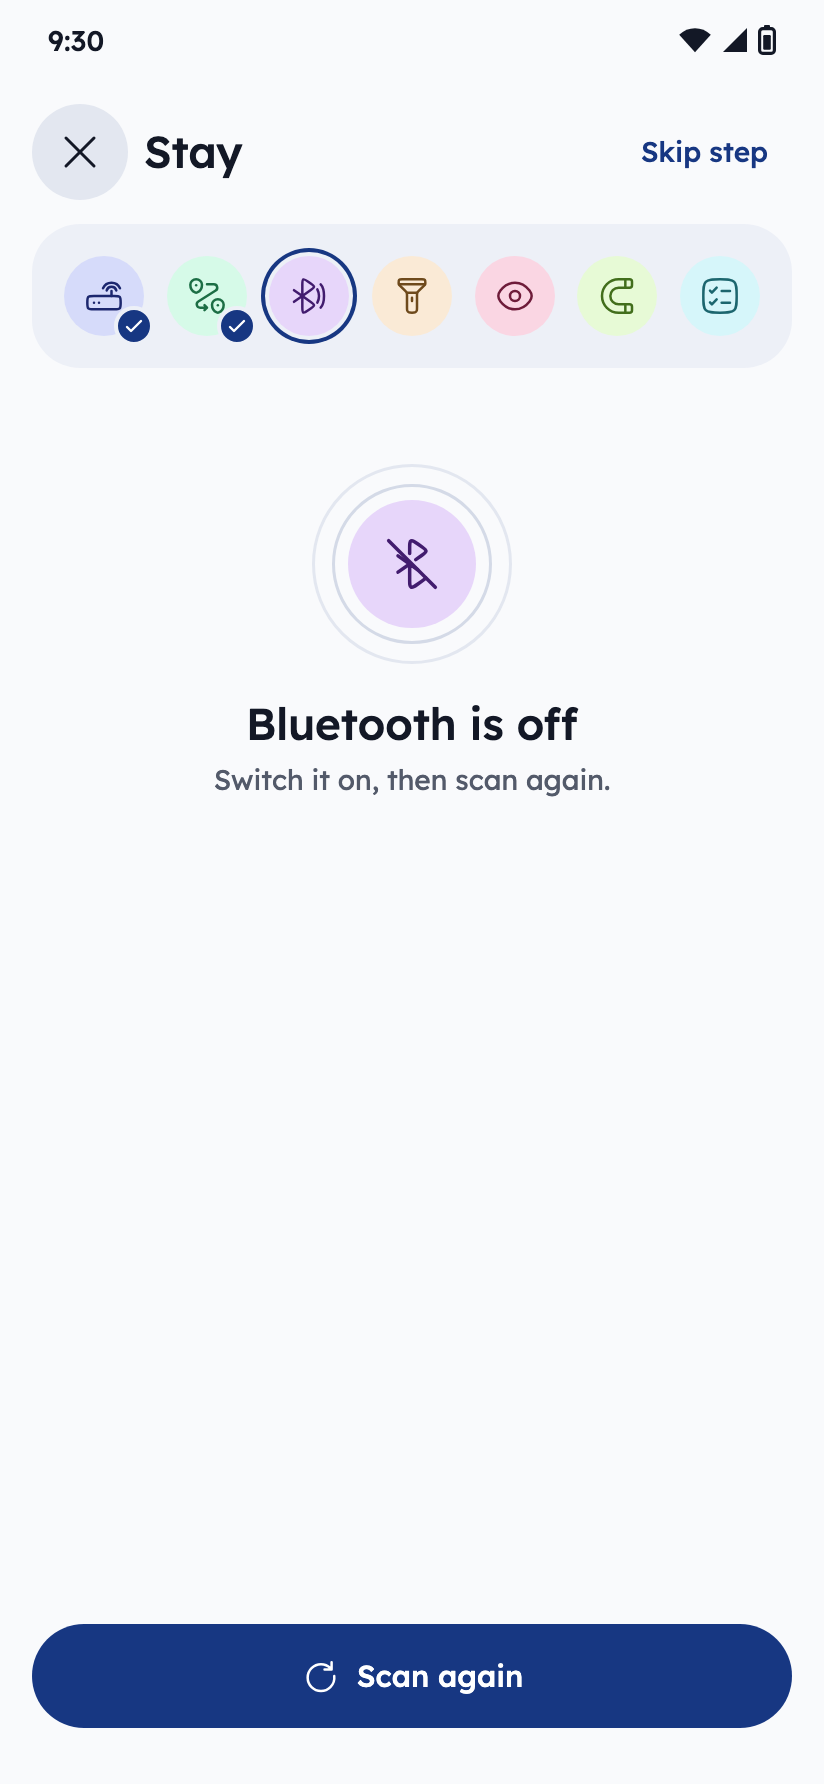 9:30
Stay
Skip step
Bluetooth is off
Switch it on, then scan again.
Scan again